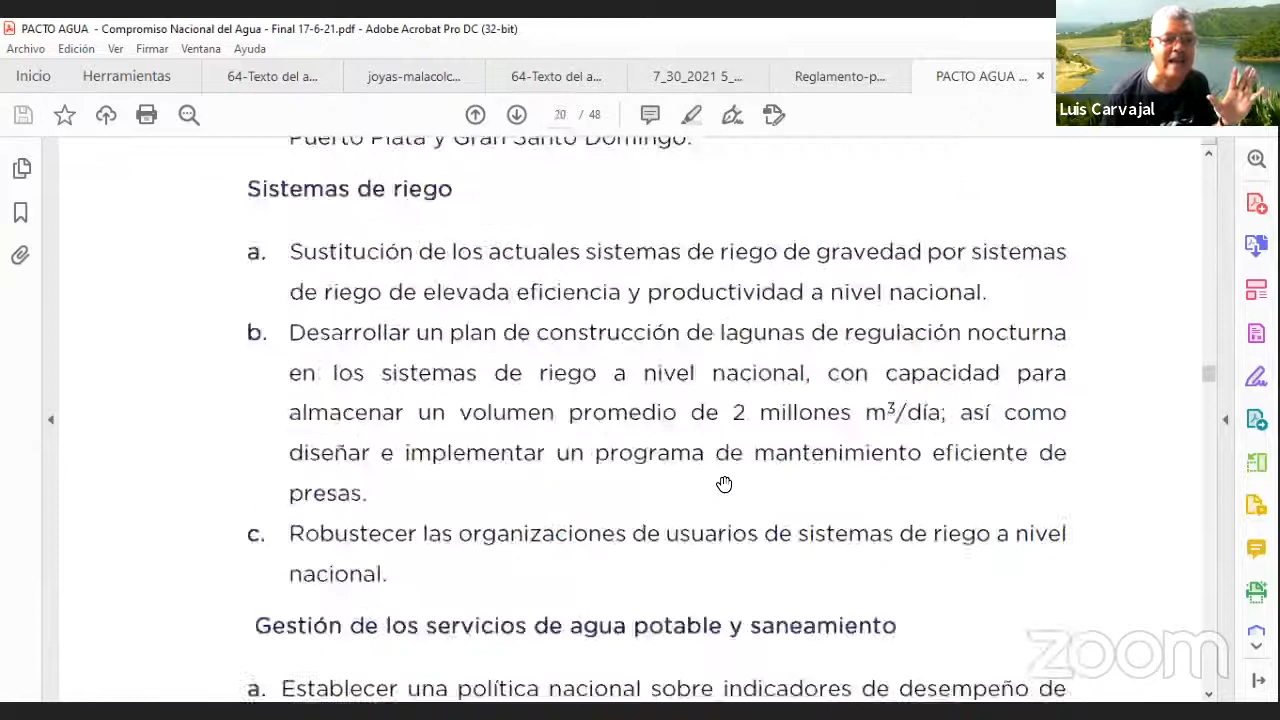 PACTO AGUA - Compromiso Nacional del Agua - Final 17-6-21.pdf - Adobe Acrobat Pro DC (32-bit)
Archivo Edición Ver Firmar Ventana Ayuda
Inicio Herramientas 64-Texto del a... joyas-malacolc... 64-Texto del a... 7_30_2021 5_... Reglamento-p... PACTO AGUA ... ×
Luis Carvajal
20 / 48
Puerto Plata y Gran Santo Domingo.
Sistemas de riego
a. Sustitución de los actuales sistemas de riego de gravedad por sistemas
de riego de elevada eficiencia y productividad a nivel nacional.
b. Desarrollar un plan de construcción de lagunas de regulación nocturna
en los sistemas de riego a nivel nacional, con capacidad para
almacenar un volumen promedio de 2 millones m³/día; así como
diseñar e implementar un programa de mantenimiento eficiente de
presas.
c. Robustecer las organizaciones de usuarios de sistemas de riego a nivel
nacional.
Gestión de los servicios de agua potable y saneamiento
a. Establecer una política nacional sobre indicadores de desempeño de
zoom